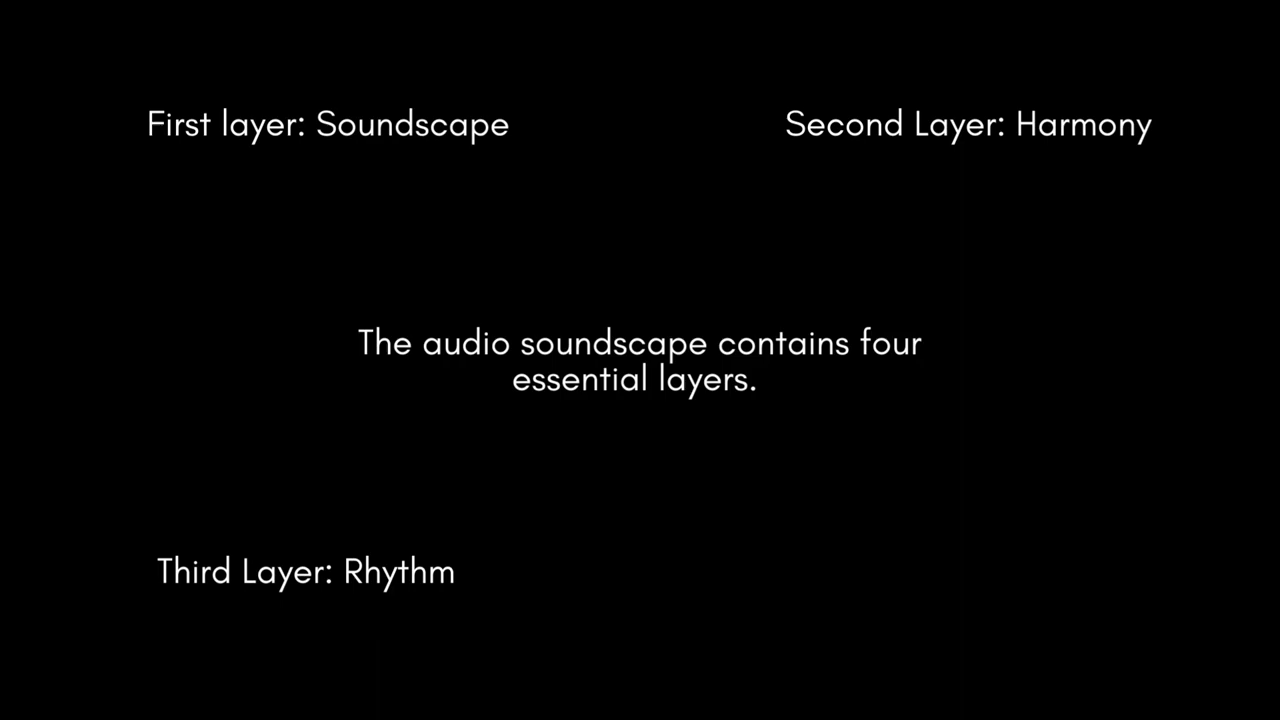 First layer: Soundscape
Second Layer: Harmony
The audio soundscape contains four
essential layers.
Third Layer: Rhythm